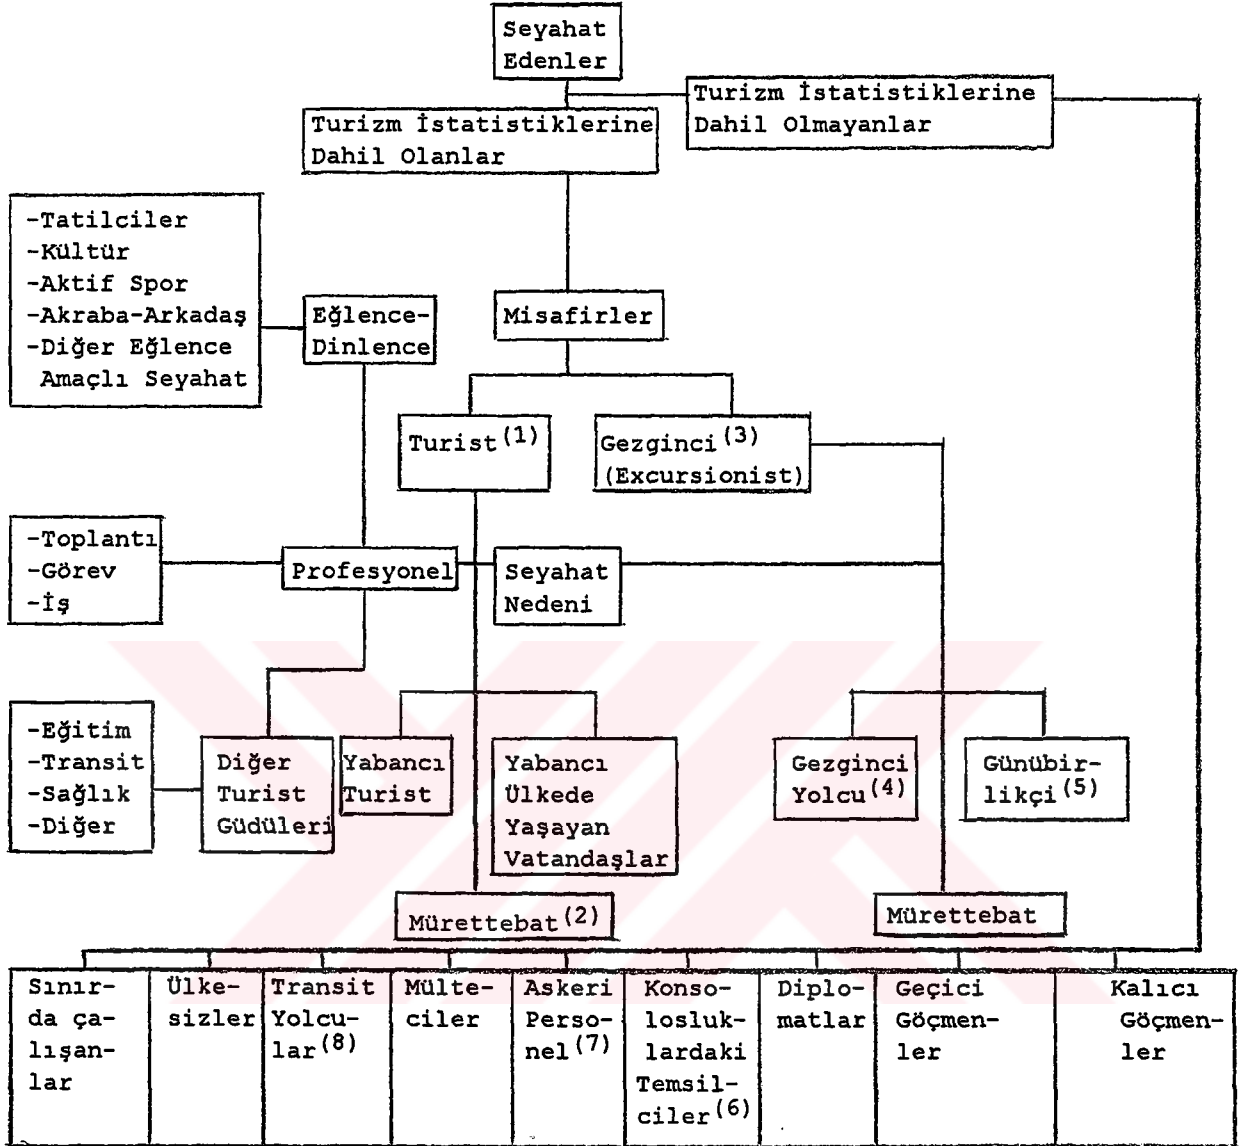 Seyahat
Edenler
Turizm İstatistiklerine
Dahil Olmayanlar
Turizm İstatistiklerine
Dahil Olanlar
-Tatilciler
-Kültür
-Aktif Spor
-Akraba-Arkadaş
-Diğer Eğlence
Amaçlı Seyahat
Eğlence-
Dinlence
Misafirler
Turist(1)
Gezginci(3)
(Excursionist)
-Toplantı
-Görev
-İş
Profesyonel
Seyahat
Nedeni
-Eğitim
-Transit
-Sağlık
-Diğer
Diğer
Turist
Güdüleri
Yabancı
Turist
Yabancı
Ülkede
Yaşayan
Vatandaşlar
Gezginci
Yolcu(4)
Günübir-
likçi(5)
Mürettebat(2)
Mürettebat
Sınır-
da ça-
lışan-
lar
Ülke-
sizler
Transit
Yolcu-
lar(8)
Mülte-
ciler
Askeri
Perso-
nel(7)
Konso-
losluk-
lardaki
Temsil-
ciler(6)
Diplo-
matlar
Geçici
Göçmen-
ler
Kalıcı
Göçmen-
ler